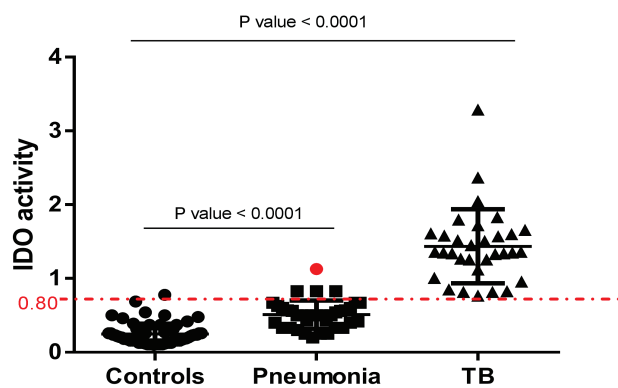 P value < 0.0001
4
3
2
1
0
IDO activity
P value < 0.0001
0.80
Controls Pneumonia TB